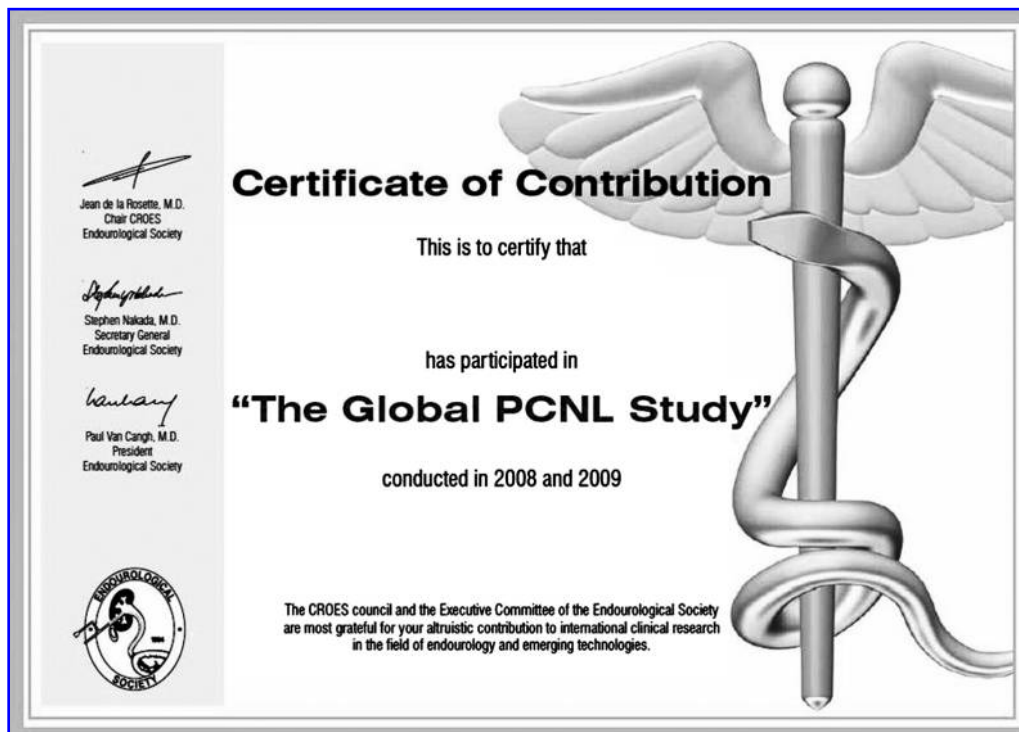 Jean de la Rosette, M.D.
Chair CROES
Endourological Society
Stephen Nakada, M.D.
Secretary General
Endourological Society
Paul Van Cangh, M.D.
President
Endourological Society
ENDOUROLOGICAL
SOCIETY
Certificate of Contribution
This is to certify that
has participated in
“The Global PCNL Study”
conducted in 2008 and 2009
The CROES council and the Executive Committee of the Endourological Society
are most grateful for your altruistic contribution to international clinical research
in the field of endourology and emerging technologies.